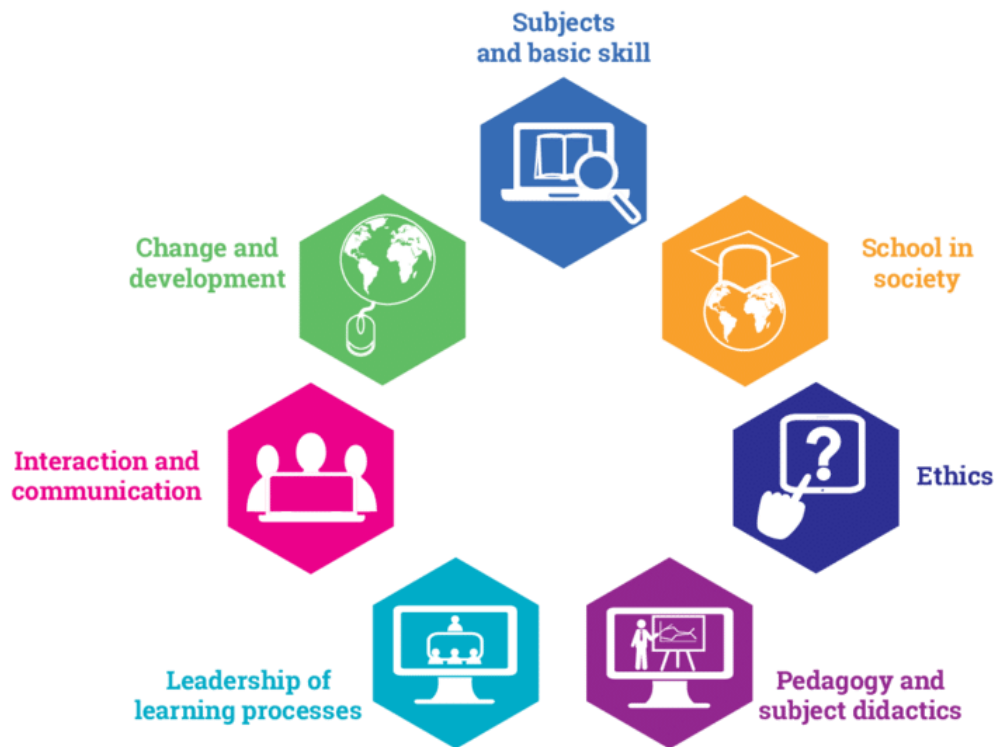 Subjects
and basic skill
Change and
development
School in
society
Interaction and
communication
Ethics
Leadership of
learning processes
Pedagogy and
subject didactics